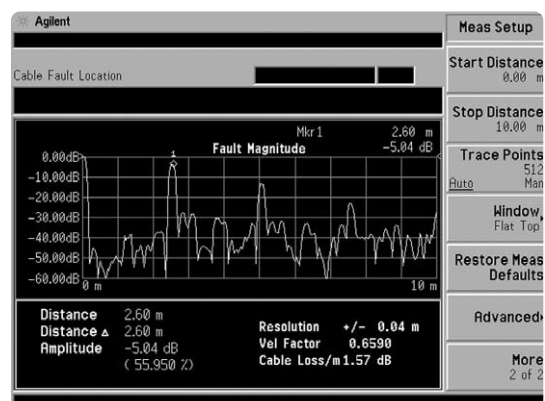 Agilent
Meas Setup
Cable Fault Location
Start Distance
0.00 m
Stop Distance
10.00 m
Trace Points
512
Auto Man
Window
Flat Top
Restore Meas
Defaults
Advanced
More
2 of 2
Mkr1 2.60 m
Fault Magnitude -5.04 dB
1
0.00dB
-10.00dB
-20.00dB
-30.00dB
-40.00dB
-50.00dB
-60.00dB
0 m 10 m
Distance 2.60 m
Distance Δ 2.60 m
Amplitude -5.04 dB
( 55.950 %)
Resolution +/- 0.04 m
Vel Factor 0.6590
Cable Loss/m 1.57 dB